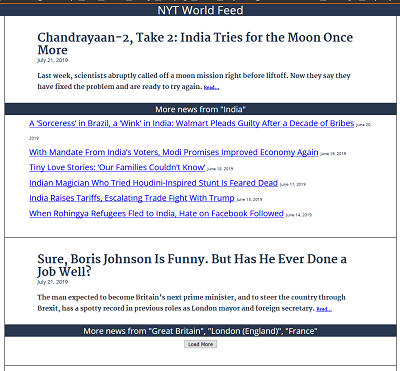 NYT World Feed
Chandrayaan-2, Take 2: India Tries for the Moon Once
More
July 21, 2019
Last week, scientists abruptly called off a moon mission right before liftoff. Now they say they
have fixed the problem and are ready to try again. Read...
More news from "India"
A 'Sorceress' in Brazil, a 'Wink' in India: Walmart Pleads Guilty After a Decade of Bribes June 20,
2019
With Mandate From India's Voters, Modi Promises Improved Economy Again June 19, 2019
Tiny Love Stories: 'Our Families Couldn't Know' June 18, 2019
Indian Magician Who Tried Houdini-Inspired Stunt Is Feared Dead June 17, 2019
India Raises Tariffs, Escalating Trade Fight With Trump June 15, 2019
When Rohingya Refugees Fled to India, Hate on Facebook Followed June 14, 2019
Sure, Boris Johnson Is Funny. But Has He Ever Done a
Job Well?
July 21, 2019
The man expected to become Britain's next prime minister, and to steer the country through
Brexit, has a spotty record in previous roles as London mayor and foreign secretary. Read...
More news from "Great Britain", "London (England)", "France"
Load More